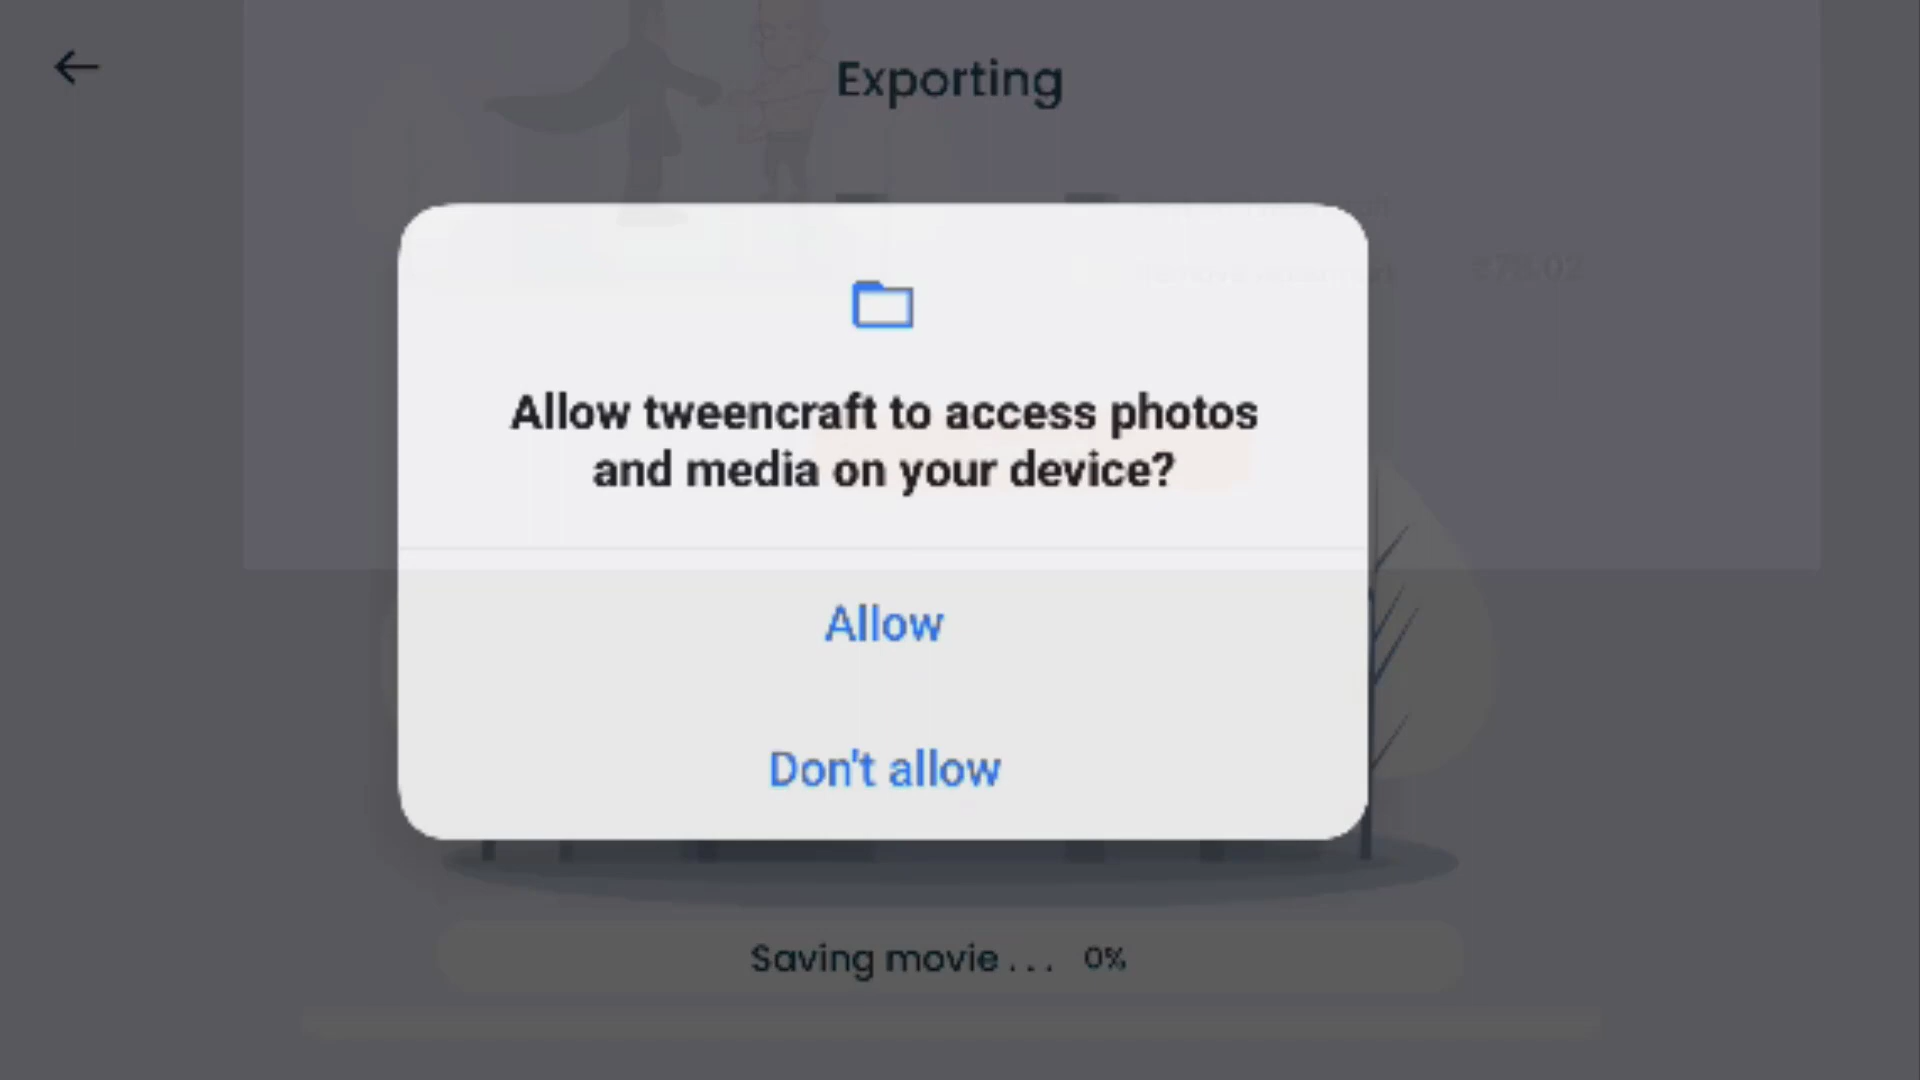 Exporting
Allow tweencraft to access photos
and media on your device?
Allow
Don't allow
Saving movie . . . 0%